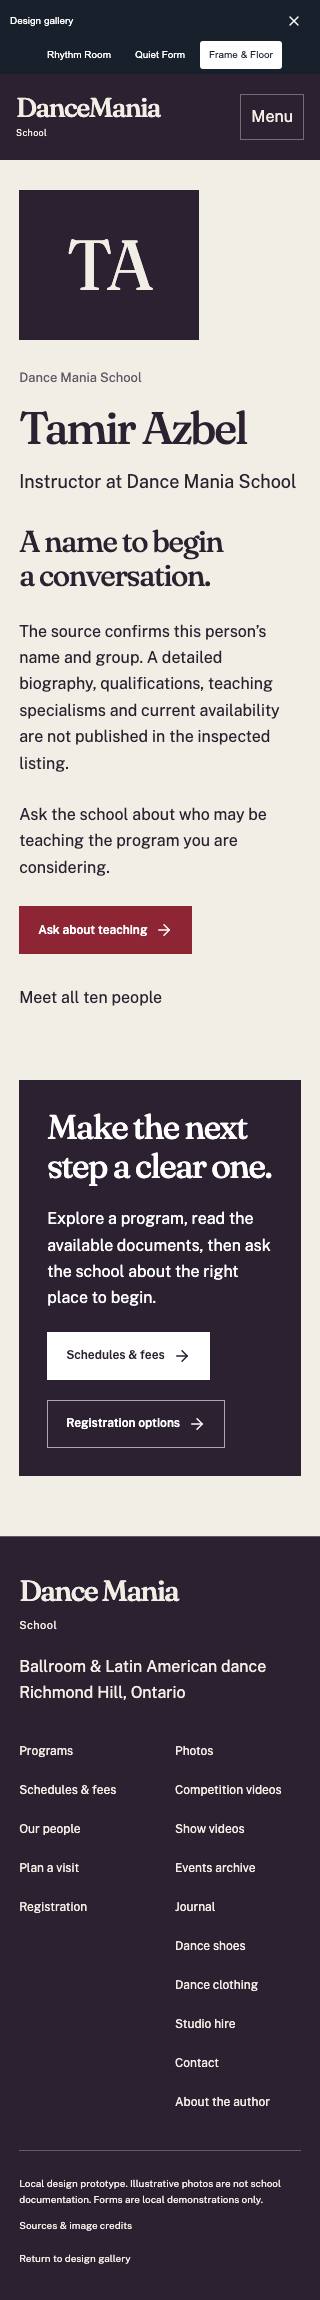 Design gallery
Rhythm Room
Quiet Form
Frame & Floor
DanceMania
School
Menu
TA
Dance Mania School
Tamir Azbel
Instructor at Dance Mania School
A name to begin
a conversation.
The source confirms this person’s
name and group. A detailed
biography, qualifications, teaching
specialisms and current availability
are not published in the inspected
listing.
Ask the school about who may be
teaching the program you are
considering.
Ask about teaching
Meet all ten people
Make the next
step a clear one.
Explore a program, read the
available documents, then ask
the school about the right
place to begin.
Schedules & fees
Registration options
Dance Mania
School
Ballroom & Latin American dance
Richmond Hill, Ontario
Programs
Schedules & fees
Our people
Plan a visit
Registration
Photos
Competition videos
Show videos
Events archive
Journal
Dance shoes
Dance clothing
Studio hire
Contact
About the author
Local design prototype. Illustrative photos are not school
documentation. Forms are local demonstrations only.
Sources & image credits
Return to design gallery